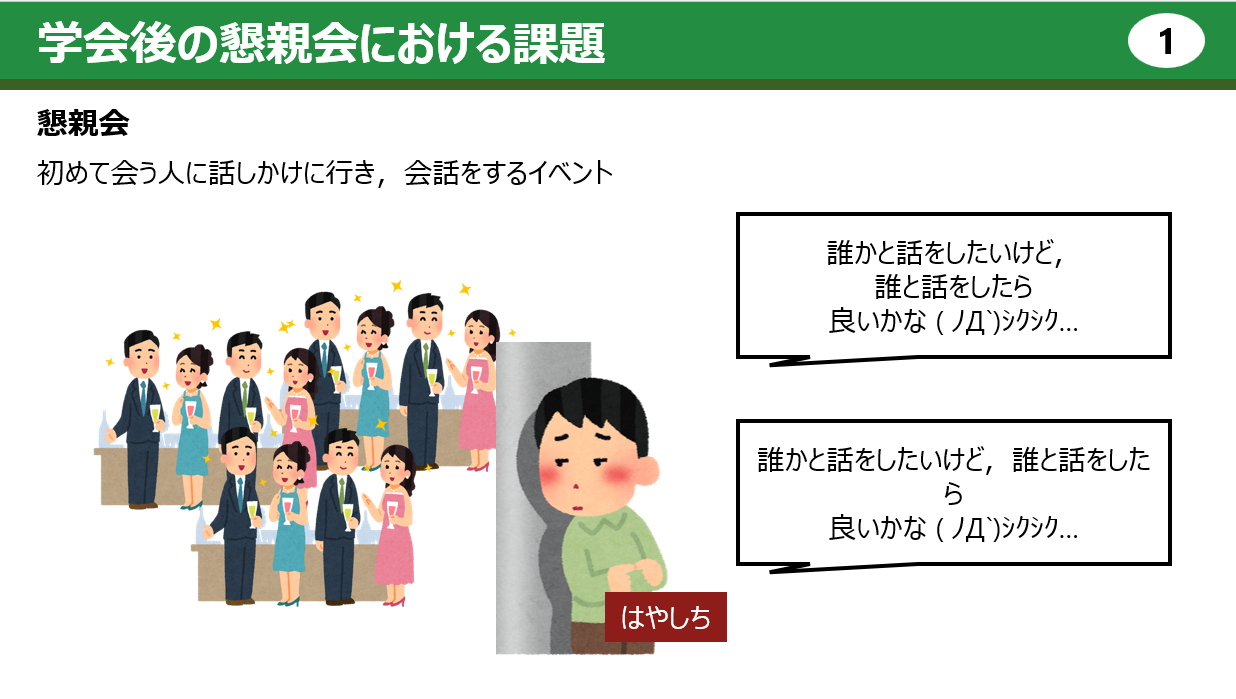 学会後の懇親会における課題
1
懇親会
初めて会う人に話しかけに行き，会話をするイベント
誰かと話をしたいけど，
誰と話をしたら
良いかな ( ﾉД`)ｼｸｼｸ…
誰かと話をしたいけど，誰と話をした
ら
良いかな ( ﾉД`)ｼｸｼｸ…
はやしち